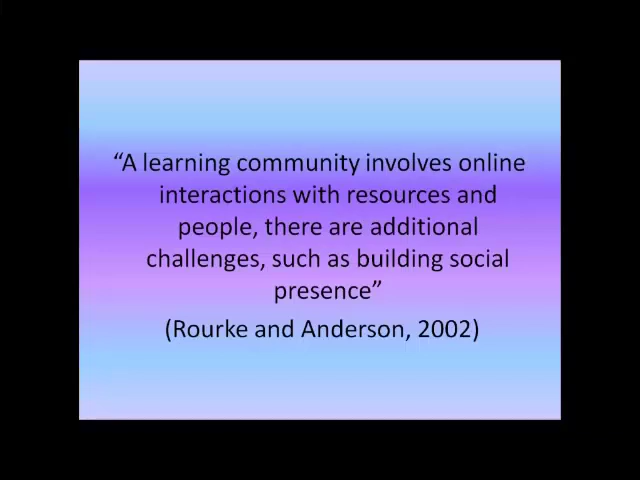 “A learning community involves online
interactions with resources and
people, there are additional
challenges, such as building social
presence”
(Rourke and Anderson, 2002)